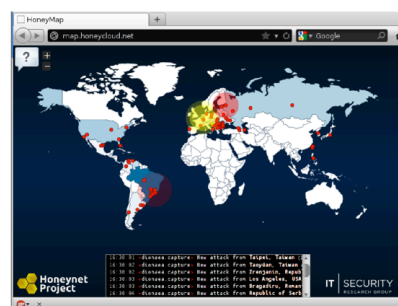 HoneyMap
map.honeycloud.net
Google
?
+
−
16 30 01 <dionaea.capture> New attack from Taipei, Taiwan
16 30 02 <dionaea.capture> New attack from Taoyuan, Taiwan
16 30 02 <dionaea.capture> New attack from Zrenjanin, Repub
16 30 03 <dionaea.capture> New attack from Los Angeles, USA
16 30 03 <dionaea.capture> New attack from Bragadiru, Roman
16 30 04 <dionaea.capture> New attack from Republic of Serb
Honeynet
Project
IT SECURITY
RESEARCH GROUP